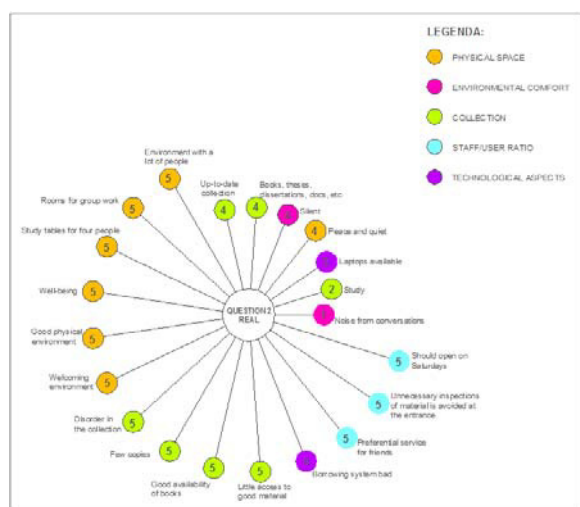 LEGENDA:
PHYSICAL SPACE
ENVIRONMENTAL COMFORT
COLLECTION
STAFF/USER RATIO
TECHNOLOGICAL ASPECTS
Environment with a
lot of people
5
Up-to-date
collection
4
Books, theses,
dissertations, docs, etc
4
Silent
Rooms for group work
5
Peace and quiet
4
Study tables for four people
5
Laptops available
Well-being
5
Study
2
QUESTION 2
REAL
Noise from conversations
Good physical
environment
5
Should open on
Saturdays
5
Welcoming
environment
5
Unnecessary inspections
of material is avoided at
the entrance
5
Disorder in
the collection
5
Preferential service
for friends
5
Few copies
5
Good availability
of books
5
Little access to
good material
5
Borrowing system bad